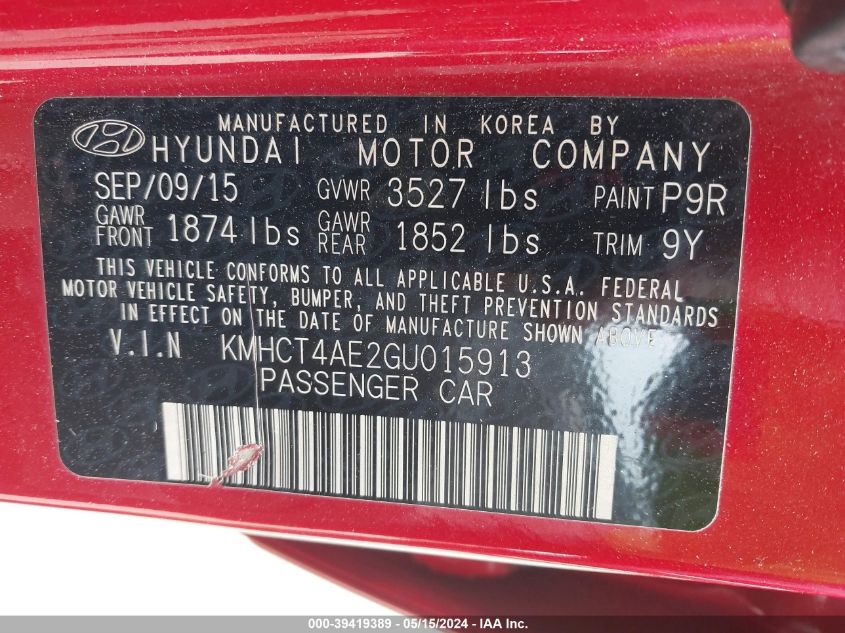 MANUFACTURED IN KOREA BY
HYUNDAI MOTOR COMPANY
SEP/09/15 GVWR 3527 lbs PAINT P9R
GAWR FRONT 1874 lbs GAWR REAR 1852 lbs TRIM 9Y
THIS VEHICLE CONFORMS TO ALL APPLICABLE U.S.A. FEDERAL
MOTOR VEHICLE SAFETY, BUMPER, AND THEFT PREVENTION STANDARDS
IN EFFECT ON THE DATE OF MANUFACTURE SHOWN ABOVE
V.I.N KMHCT4AE2GU015913
PASSENGER CAR
000-39419389 - 05/15/2024 - IAA Inc.